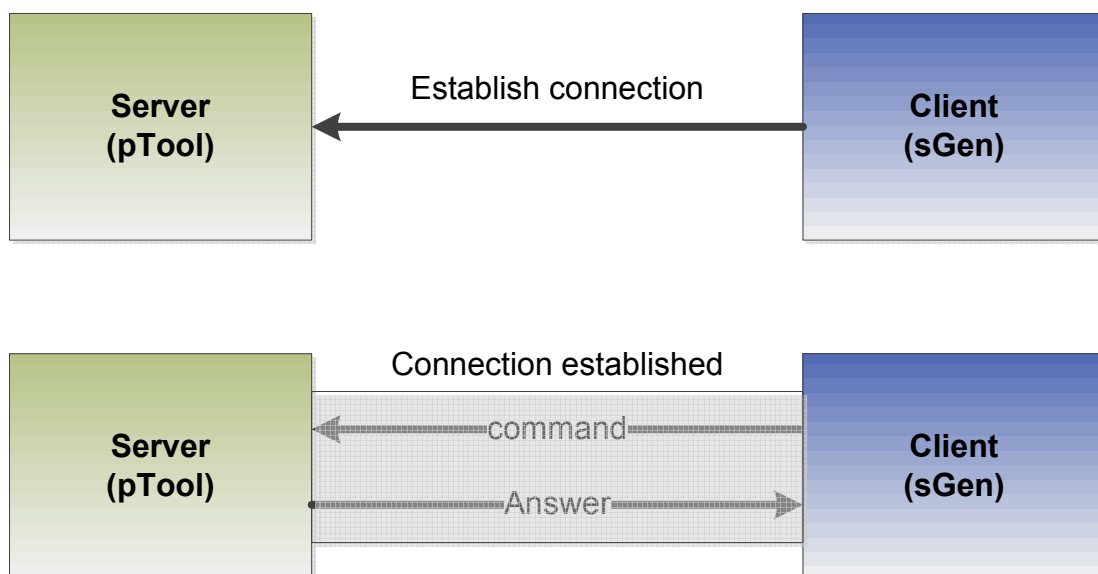 Server
(pTool)
Establish connection
Client
(sGen)
Connection established
Server
(pTool)
command
Answer
Client
(sGen)